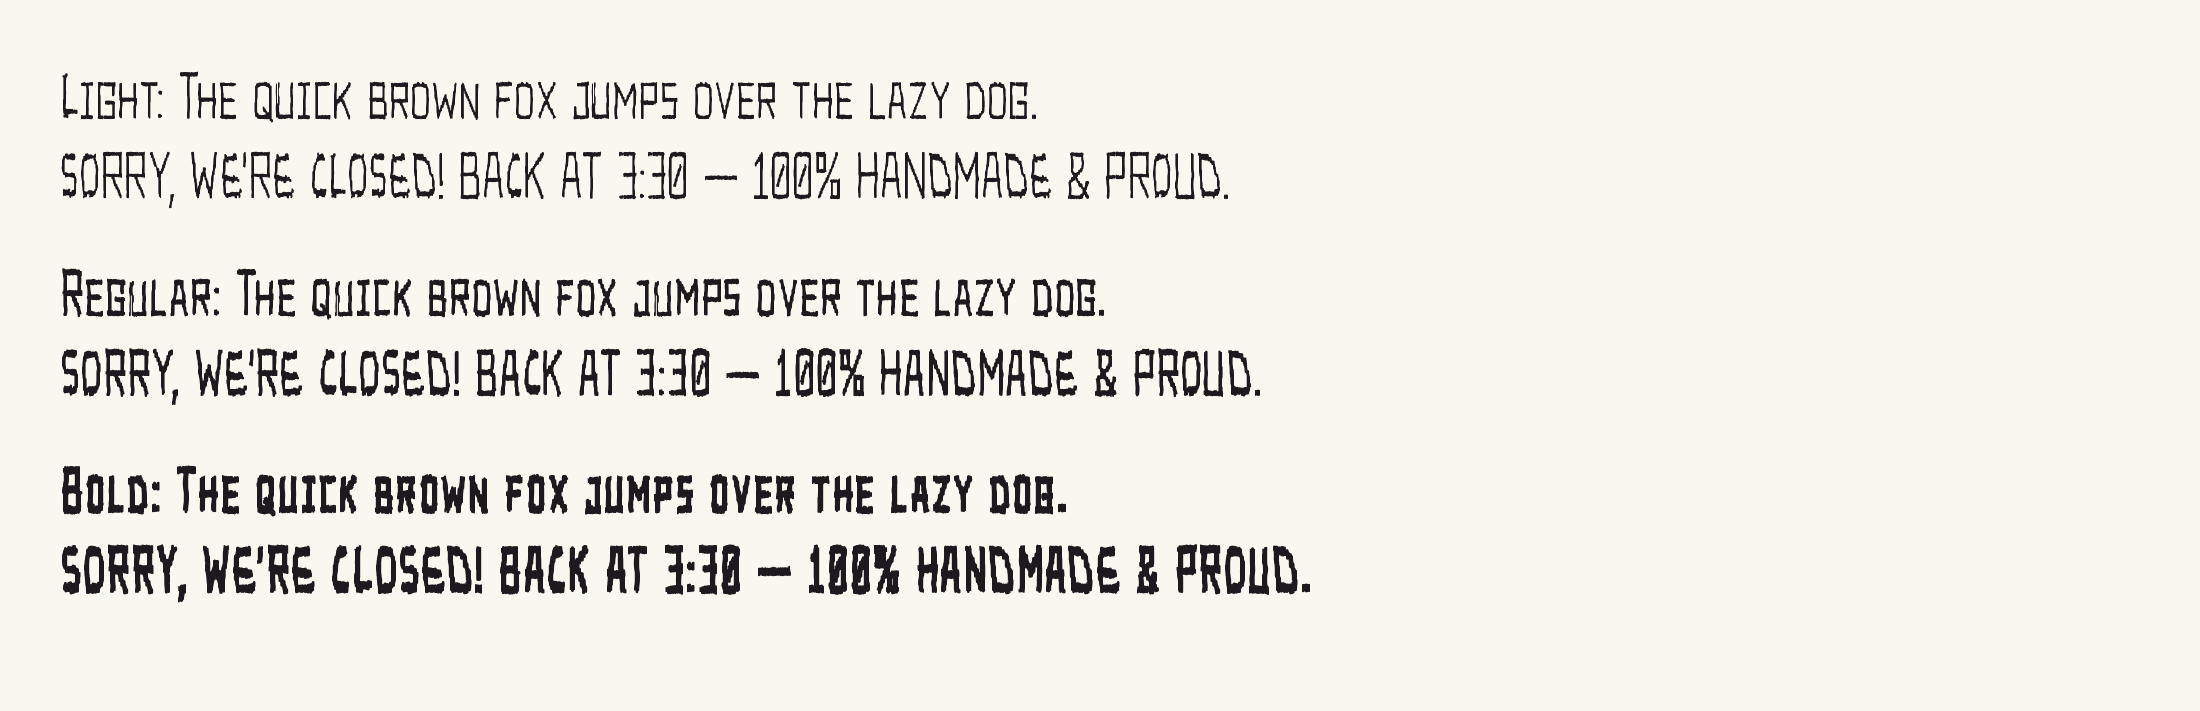 Light: The quick brown fox jumps over the lazy dog.
SORRY, WE'RE CLOSED! BACK AT 3:30 — 100% HANDMADE & PROUD.
Regular: The quick brown fox jumps over the lazy dog.
SORRY, WE'RE CLOSED! BACK AT 3:30 — 100% HANDMADE & PROUD.
Bold: The quick brown fox jumps over the lazy dog.
SORRY, WE'RE CLOSED! BACK AT 3:30 — 100% HANDMADE & PROUD.